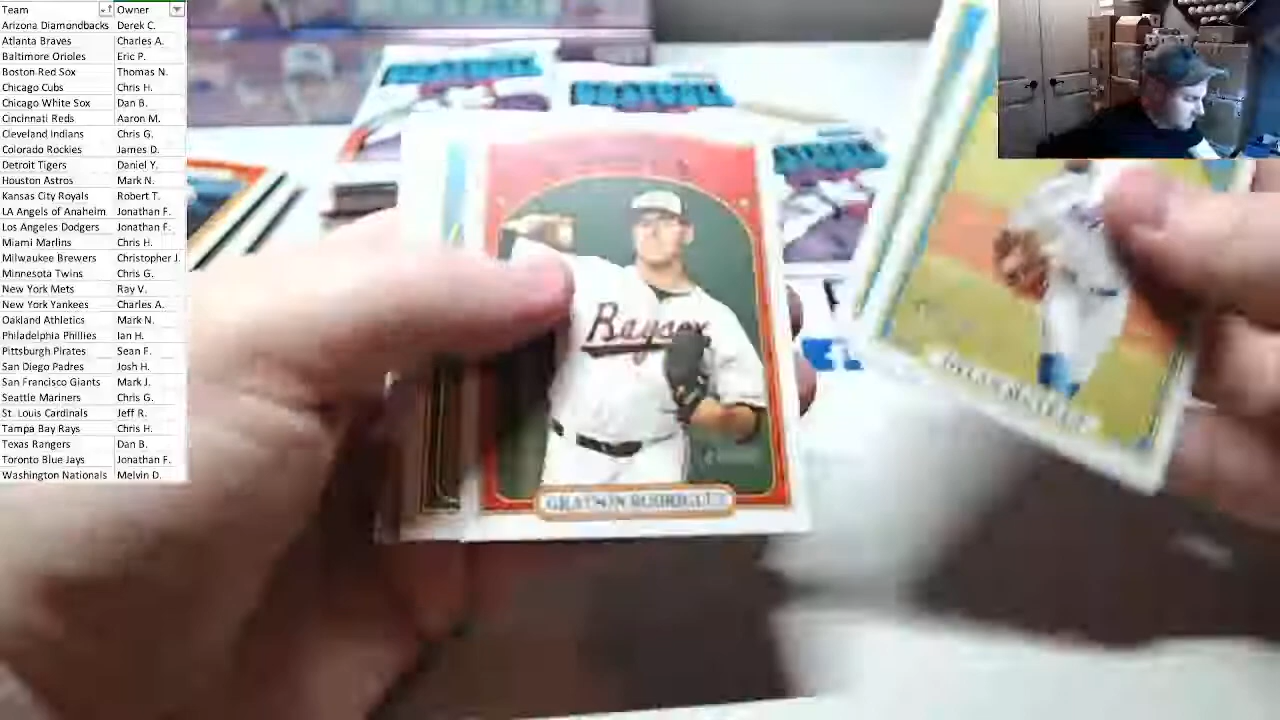 Team Owner
Arizona Diamondbacks Derek C.
Atlanta Braves Charles A.
Baltimore Orioles Eric P.
Boston Red Sox Thomas N.
Chicago Cubs Chris H.
Chicago White Sox Dan B.
Cincinnati Reds Aaron M.
Cleveland Indians Chris G.
Colorado Rockies James D.
Detroit Tigers Daniel Y.
Houston Astros Mark N.
Kansas City Royals Robert T.
LA Angels of Anaheim Jonathan F.
Los Angeles Dodgers Jonathan F.
Miami Marlins Chris H.
Milwaukee Brewers Christopher J.
Minnesota Twins Chris G.
New York Mets Ray V.
New York Yankees Charles A.
Oakland Athletics Mark N.
Philadelphia Phillies Ian H.
Pittsburgh Pirates Sean F.
San Diego Padres Josh H.
San Francisco Giants Mark J.
Seattle Mariners Chris G.
St. Louis Cardinals Jeff R.
Tampa Bay Rays Chris H.
Texas Rangers Dan B.
Toronto Blue Jays Jonathan F.
Washington Nationals Melvin D.
Baysox
GRAYSON RODRIGUEZ